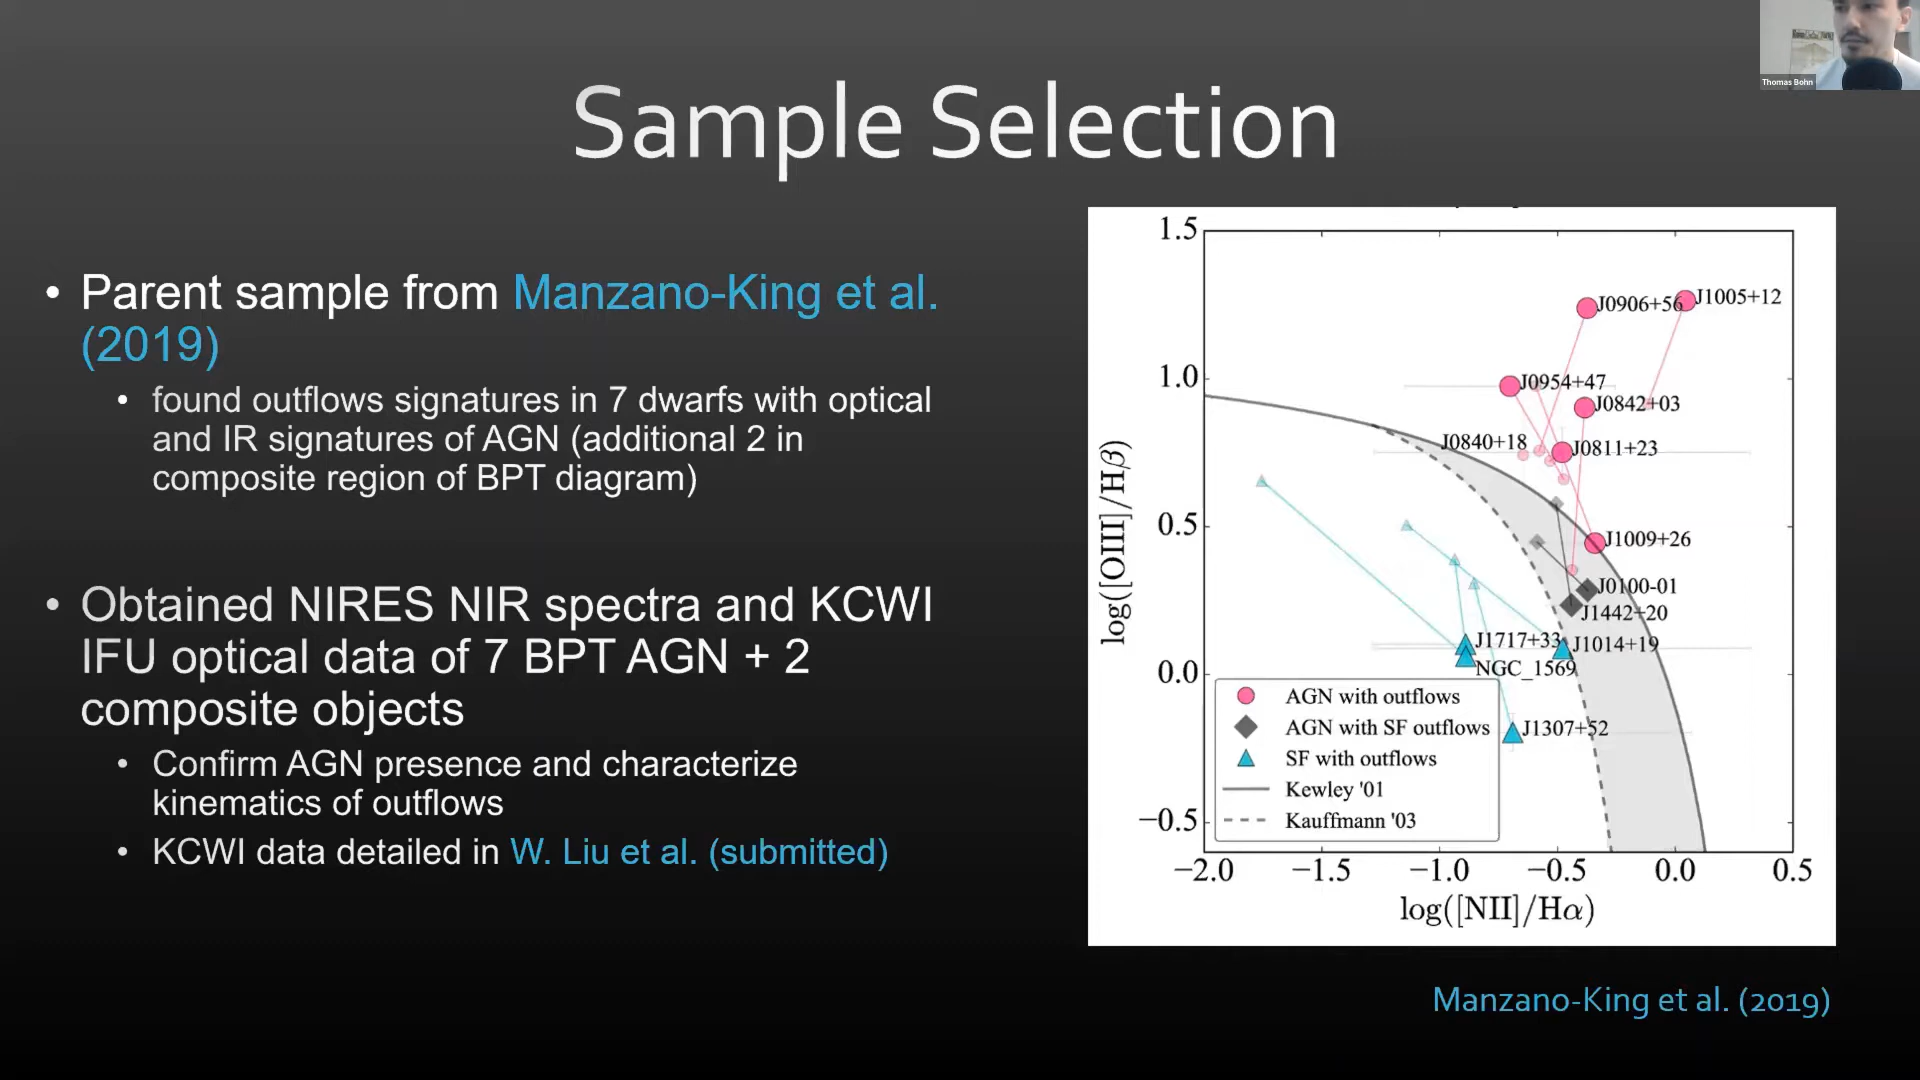 Thomas Bohn
Sample Selection
• Parent sample from Manzano-King et al.
(2019)
• found outflows signatures in 7 dwarfs with optical
and IR signatures of AGN (additional 2 in
composite region of BPT diagram)
• Obtained NIRES NIR spectra and KCWI
IFU optical data of 7 BPT AGN + 2
composite objects
• Confirm AGN presence and characterize
kinematics of outflows
• KCWI data detailed in W. Liu et al. (submitted)
1.5
1.0
0.5
0.0
−0.5
log([OIII]/Hβ)
J0906+56
J1005+12
J0954+47
J0842+03
J0840+18
J0811+23
J1009+26
J0100-01
J1442+20
J1717+33
J1014+19
NGC_1569
J1307+52
AGN with outflows
AGN with SF outflows
SF with outflows
Kewley '01
Kauffmann '03
−2.0 −1.5 −1.0 −0.5 0.0 0.5
log([NII]/Hα)
Manzano-King et al. (2019)